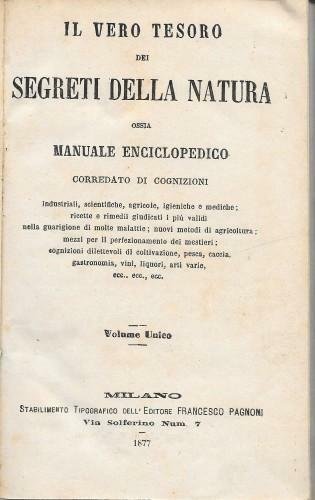 IL VERO TESORO
DEI
SEGRETI DELLA NATURA
OSSIA
MANUALE ENCICLOPEDICO
CORREDATO DI COGNIZIONI
industriali, scientifiche, agricole, igieniche e mediche;
ricette e rimedii giudicati i più validi
nella guarigione di molte malattie; nuovi metodi di agricoltura;
mezzi per il perfezionamento dei mestieri;
cognizioni dilettevoli di coltivazione, pesca, caccia,
gastronomia, vini, liquori, arti varie,
ecc.. ecc., ecc.
Volume Unico
MILANO
STABILIMENTO TIPOGRAFICO DELL'EDITORE FRANCESCO PAGNONI
Via Solferino Num. 7
1877